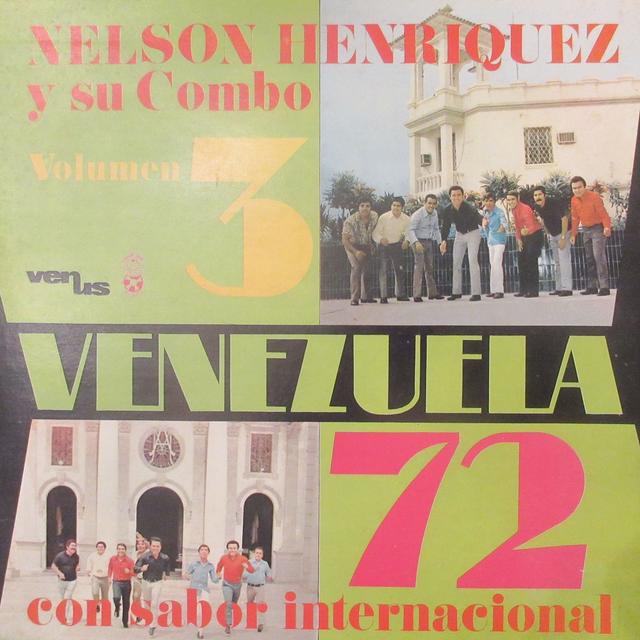 NELSON HENRIQUEZ
y su Combo
Volumen 3
venus
VENEZUELA
72
con sabor internacional